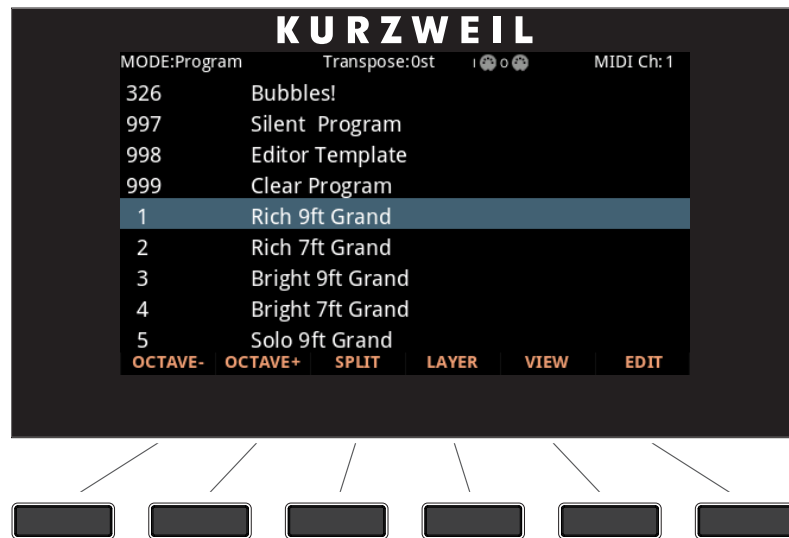 KURZWEIL
MODE:Program Transpose:0st I O MIDI Ch:1
326 Bubbles!
997 Silent Program
998 Editor Template
999 Clear Program
1 Rich 9ft Grand
2 Rich 7ft Grand
3 Bright 9ft Grand
4 Bright 7ft Grand
5 Solo 9ft Grand
OCTAVE- OCTAVE+ SPLIT LAYER VIEW EDIT